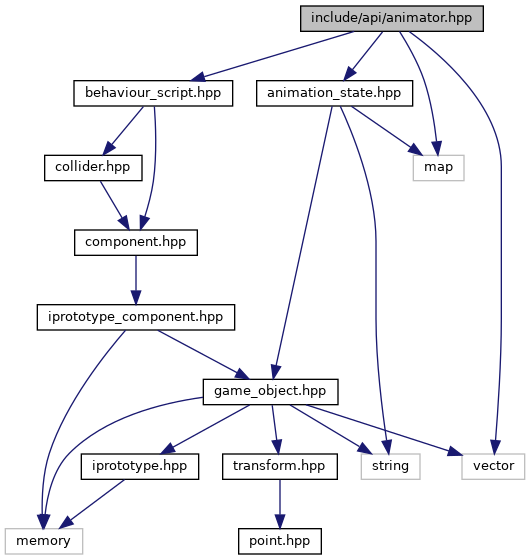 include/api/animator.hpp
behaviour_script.hpp
animation_state.hpp
collider.hpp
map
component.hpp
iprototype_component.hpp
game_object.hpp
iprototype.hpp
transform.hpp
string
vector
memory
point.hpp